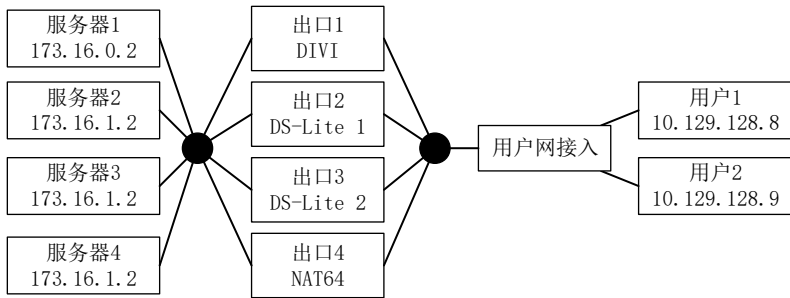 服务器1
173.16.0.2
服务器2
173.16.1.2
服务器3
173.16.1.2
服务器4
173.16.1.2
出口1
DIVI
出口2
DS-Lite 1
出口3
DS-Lite 2
出口4
NAT64
用户网接入
用户1
10.129.128.8
用户2
10.129.128.9